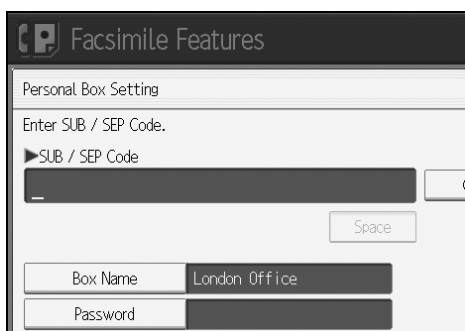 Facsimile Features
Personal Box Setting
Enter SUB / SEP Code.
▶SUB / SEP Code
Space
Box Name London Office
Password